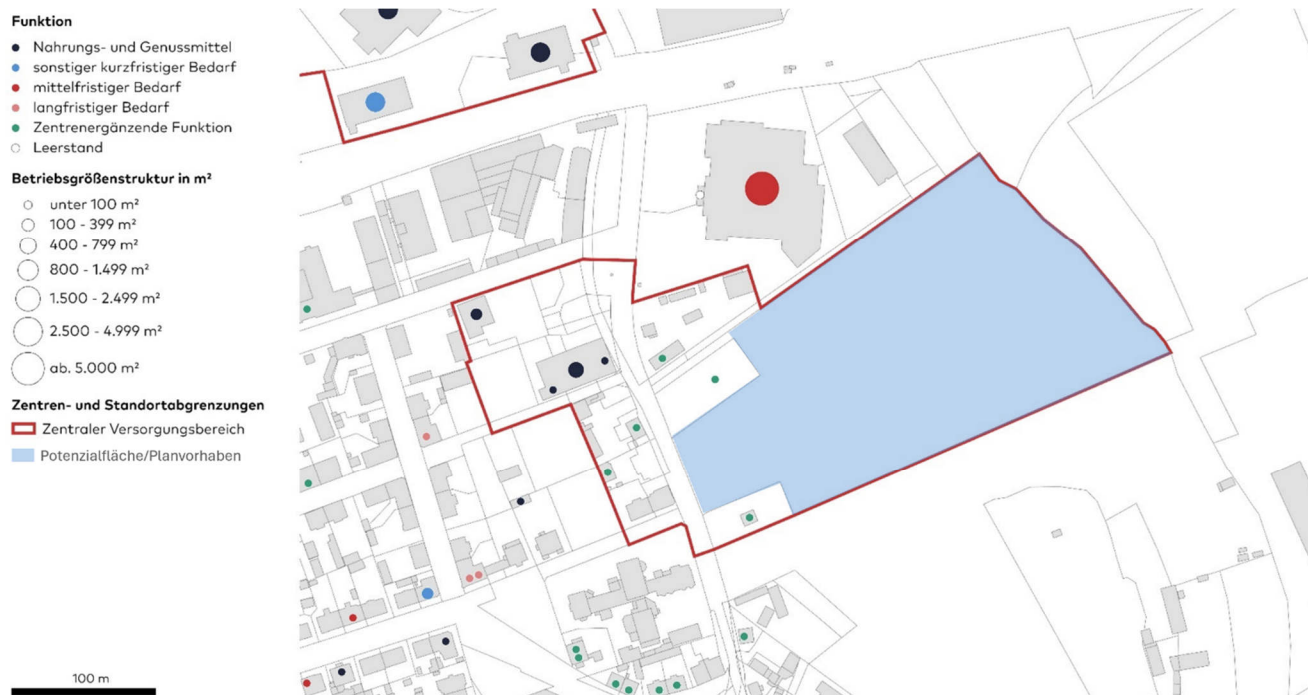 Funktion
Nahrungs- und Genussmittel
sonstiger kurzfristiger Bedarf
mittelfristiger Bedarf
langfristiger Bedarf
Zentrenergänzende Funktion
Leerstand
Betriebsgrößenstruktur in m²
unter 100 m²
100 - 399 m²
400 - 799 m²
800 - 1.499 m²
1.500 - 2.499 m²
2.500 - 4.999 m²
ab. 5.000 m²
Zentren- und Standortabgrenzungen
Zentraler Versorgungsbereich
Potenzialfläche/Planvorhaben
100 m